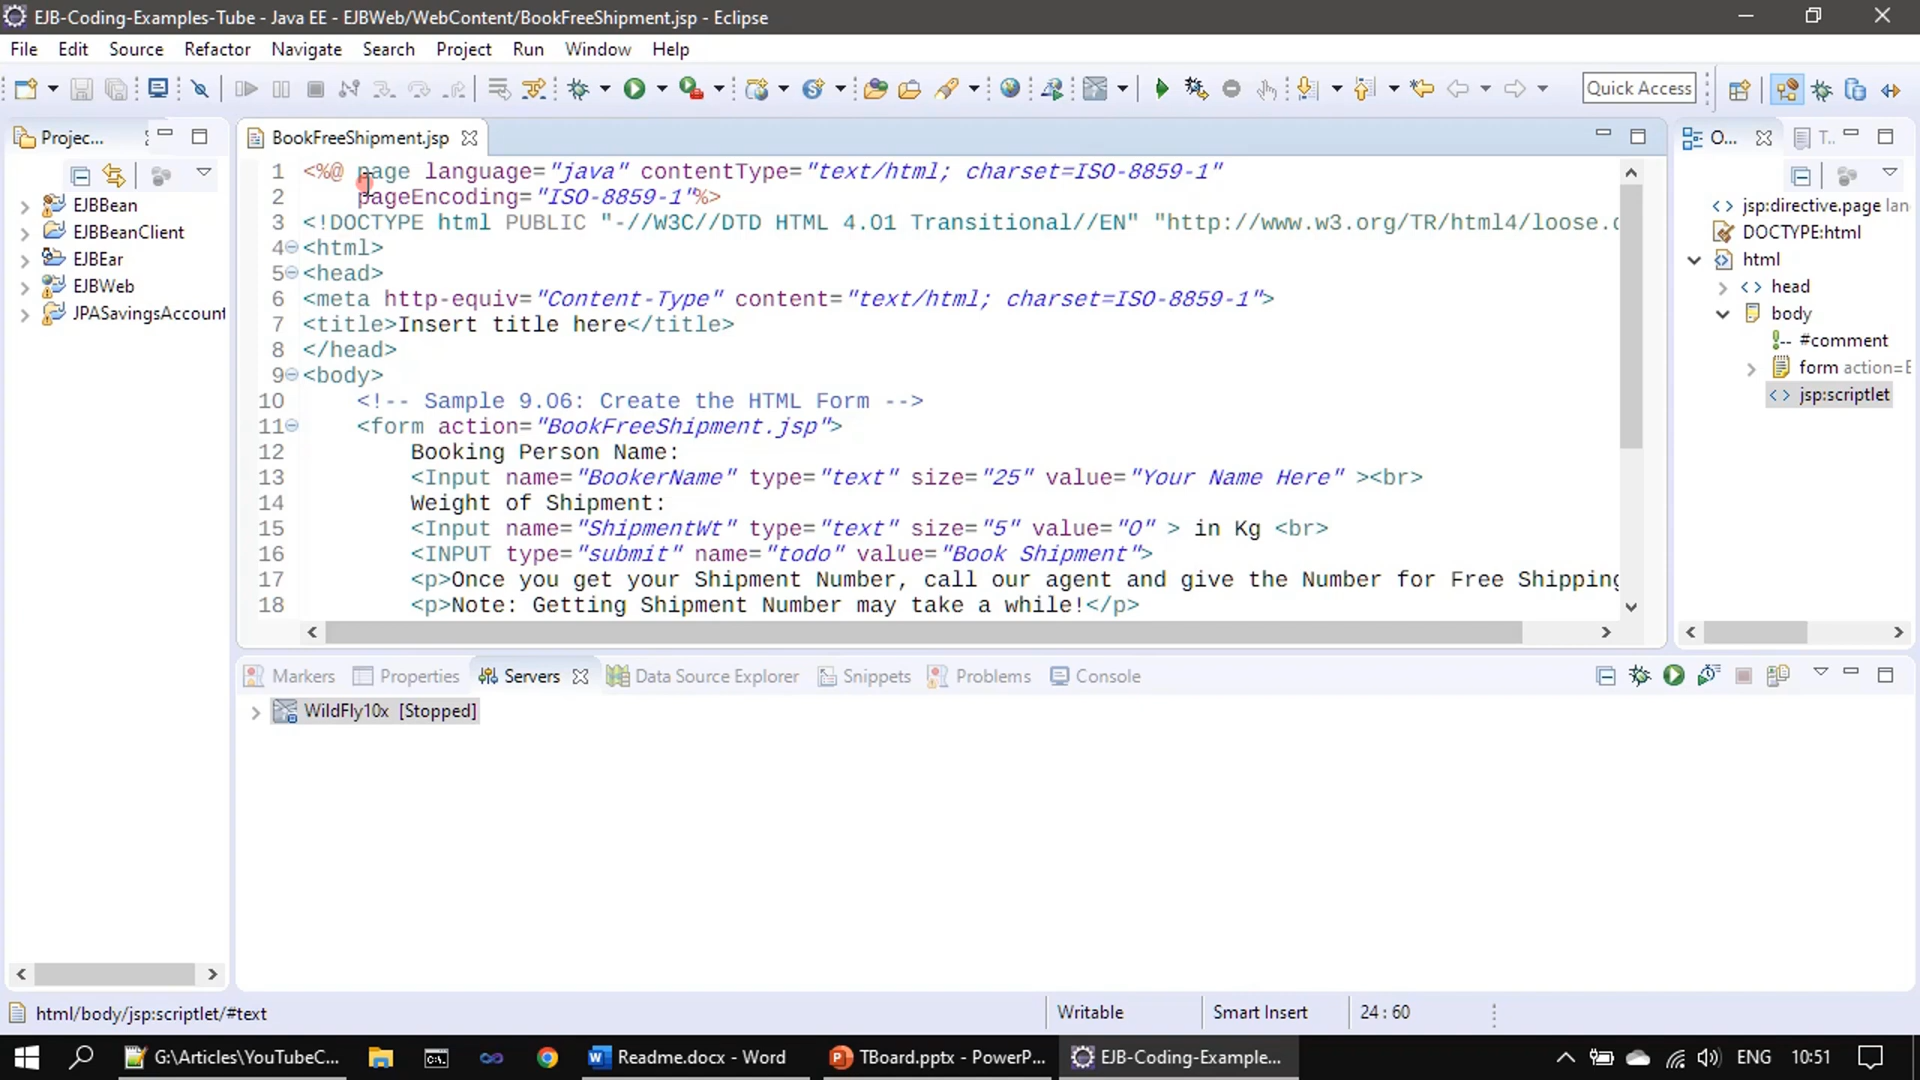 EJB-Coding-Examples-Tube - Java EE - EJBWeb/WebContent/BookFreeShipment.jsp - Eclipse
File Edit Source Refactor Navigate Search Project Run Window Help
Quick Access
Projec...
EJBBean
EJBBeanClient
EJBEar
EJBWeb
JPASavingsAccount
BookFreeShipment.jsp
1 <%@ page language="java" contentType="text/html; charset=ISO-8859-1"
2 pageEncoding="ISO-8859-1"%>
3 <!DOCTYPE html PUBLIC "-//W3C//DTD HTML 4.01 Transitional//EN" "http://www.w3.org/TR/html4/loose.
4 <html>
5 <head>
6 <meta http-equiv="Content-Type" content="text/html; charset=ISO-8859-1">
7 <title>Insert title here</title>
8 </head>
9 <body>
10 <!-- Sample 9.06: Create the HTML Form -->
11 <form action="BookFreeShipment.jsp">
12 Booking Person Name:
13 <Input name="BookerName" type="text" size="25" value="Your Name Here" ><br>
14 Weight of Shipment:
15 <Input name="ShipmentWt" type="text" size="5" value="0" > in Kg <br>
16 <INPUT type="submit" name="todo" value="Book Shipment">
17 <p>Once you get your Shipment Number, call our agent and give the Number for Free Shipping
18 <p>Note: Getting Shipment Number may take a while!</p>
O...
T..
jsp:directive.page lan
DOCTYPE:html
html
head
body
#comment
form action=E
jsp:scriptlet
Markers Properties Servers Data Source Explorer Snippets Problems Console
WildFly10x [Stopped]
html/body/jsp:scriptlet/#text
Writable
Smart Insert
24 : 60
G:\Articles\YouTubeC...
Readme.docx - Word
TBoard.pptx - PowerP...
EJB-Coding-Example...
ENG
10:51